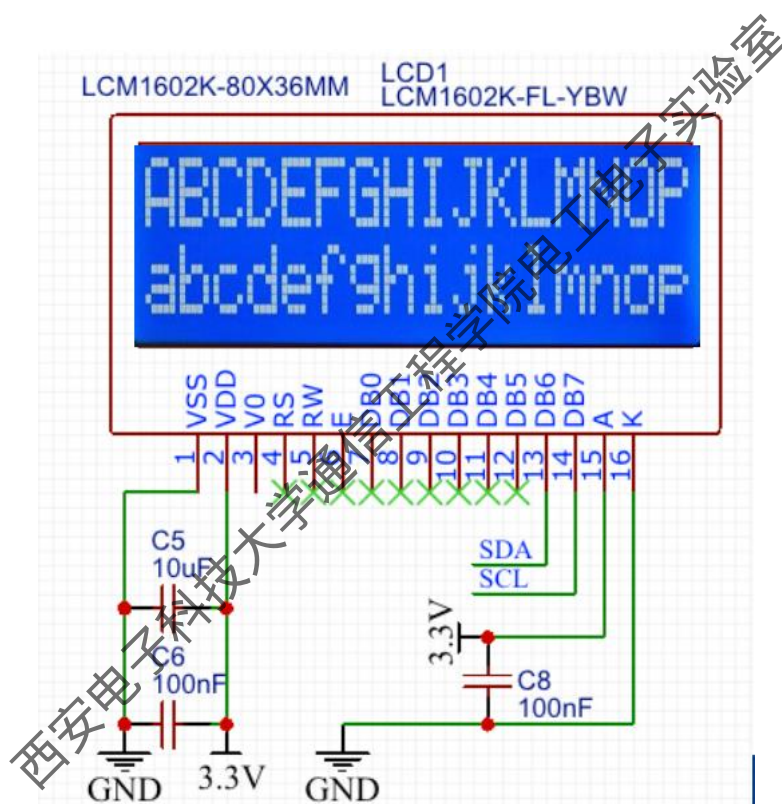 LCM1602K-80X36MM
LCD1
LCM1602K-FL-YBW
ABCDEFGHIJKLMNOP
abcdefghijklmnop
VSS VDD V0 RS RW E DB0 DB1 DB2 DB3 DB4 DB5 DB6 DB7 A K
1 2 3 4 5 6 7 8 9 10 11 12 13 14 15 16
C5
10uF
SDA
SCL
3.3V
C6
100nF
C8
100nF
GND
3.3V
GND
西安电子科技大学通信工程学院电工电子实验室